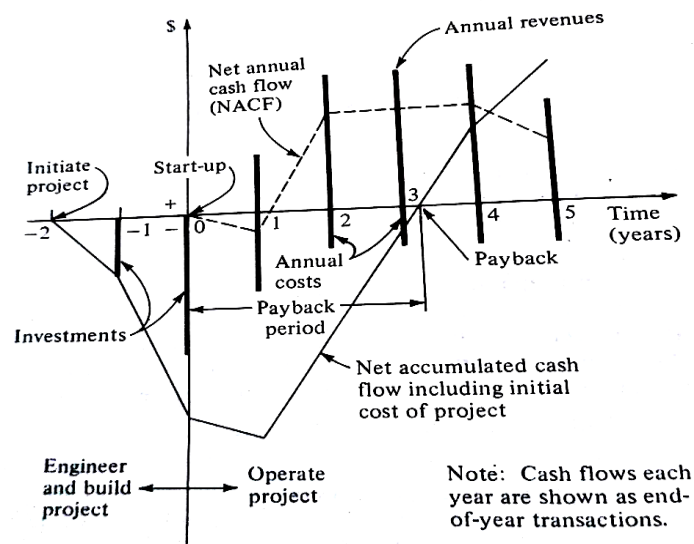 $
Annual revenues
Net annual
cash flow
(NACF)
Initiate
project
Start-up
+
−
−2
−1
0
1
2
3
4
5
Time
(years)
Annual
costs
Payback
Payback
period
Investments
Net accumulated cash
flow including initial
cost of project
Engineer
and build
project
Operate
project
Note: Cash flows each
year are shown as end-
of-year transactions.